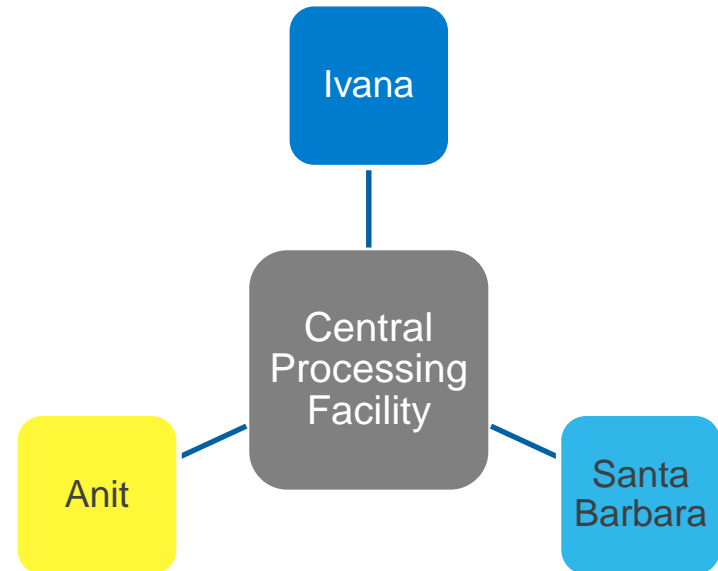 Ivana
Central
Processing
Facility
Anit
Santa
Barbara